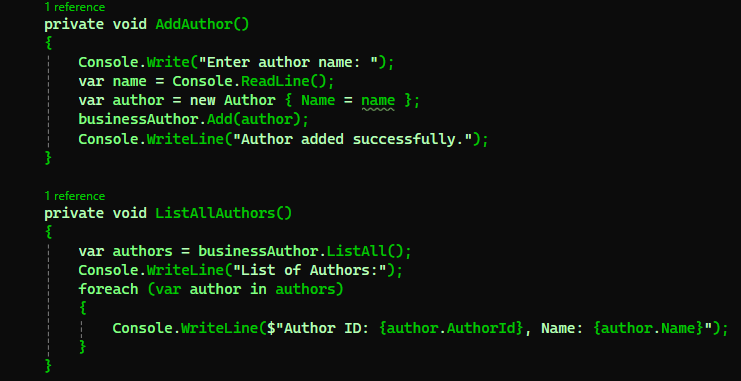 1 reference
private void AddAuthor()
{
    Console.Write("Enter author name: ");
    var name = Console.ReadLine();
    var author = new Author { Name = name };
    businessAuthor.Add(author);
    Console.WriteLine("Author added successfully.");
}
1 reference
private void ListAllAuthors()
{
    var authors = businessAuthor.ListAll();
    Console.WriteLine("List of Authors:");
    foreach (var author in authors)
    {
        Console.WriteLine($"Author ID: {author.AuthorId}, Name: {author.Name}");
    }
}